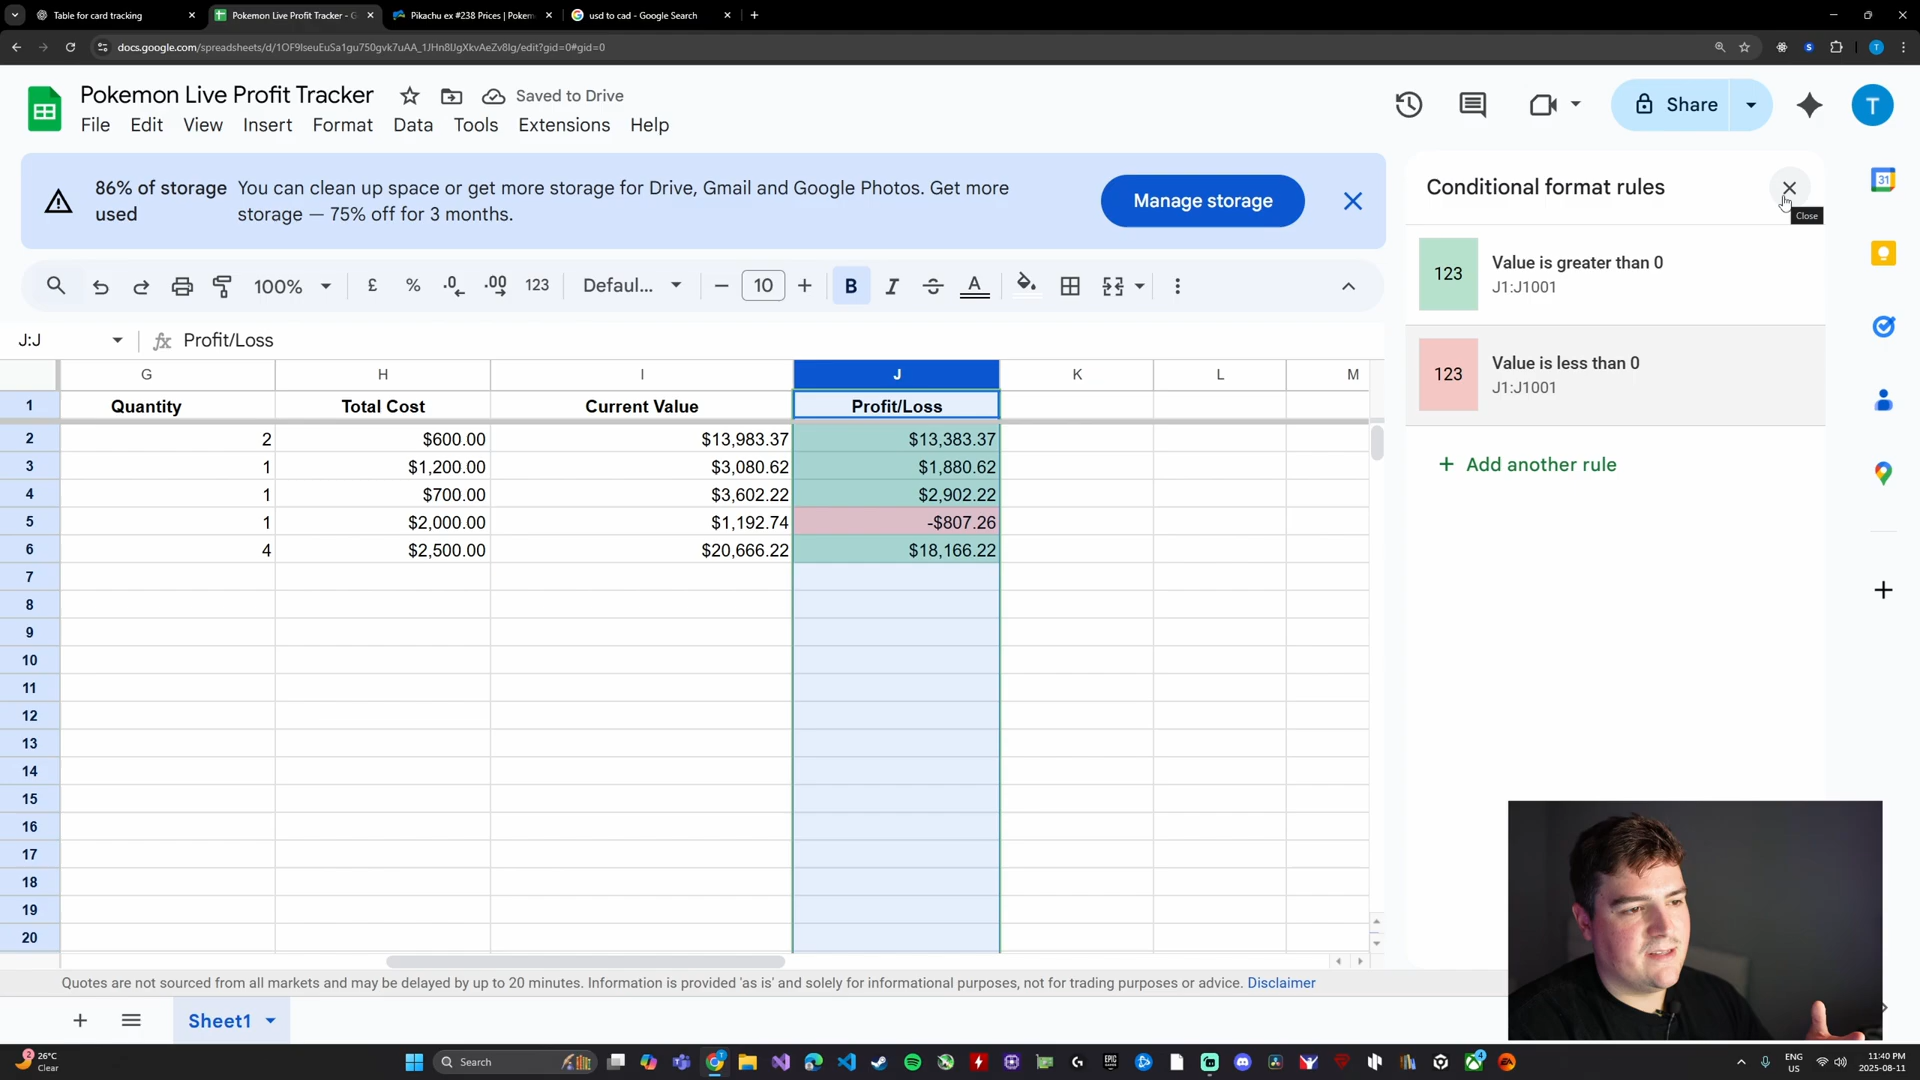 Table for card tracking
Pokemon Live Profit Tracker - G
Pikachu ex #238 Prices | Pokem
usd to cad - Google Search
docs.google.com/spreadsheets/d/1OF9IseuEuSa1gu750gvk7uAA_1JHn8IJgXkvAeZv8Ig/edit?gid=0#gid=0
Pokemon Live Profit Tracker
Saved to Drive
File Edit View Insert Format Data Tools Extensions Help
Share
T
86% of storage used
You can clean up space or get more storage for Drive, Gmail and Google Photos. Get more
storage — 75% off for 3 months.
Manage storage
100% £ % .0 .00 123 Defaul... 10 B I A
J:J fx Profit/Loss
G H I J K L M
1 Quantity Total Cost Current Value Profit/Loss
2 2 $600.00 $13,983.37 $13,383.37
3 1 $1,200.00 $3,080.62 $1,880.62
4 1 $700.00 $3,602.22 $2,902.22
5 1 $2,000.00 $1,192.74 -$807.26
6 4 $2,500.00 $20,666.22 $18,166.22
7
8
9
10
11
12
13
14
15
16
17
18
19
20
Conditional format rules
Close
123 Value is greater than 0
J1:J1001
123 Value is less than 0
J1:J1001
+ Add another rule
31
Quotes are not sourced from all markets and may be delayed by up to 20 minutes. Information is provided 'as is' and solely for informational purposes, not for trading purposes or advice. Disclaimer
Sheet1
26°C
Clear
Search
ENG
US
11:40 PM
2025-08-11